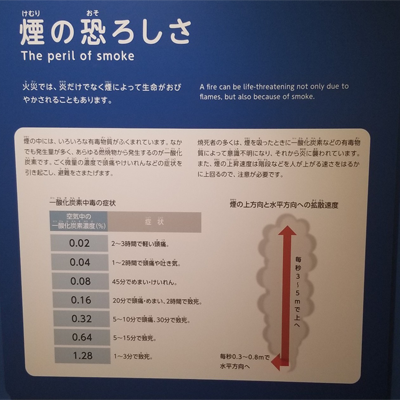 けむり おそ
煙の恐ろしさ
The peril of smoke
火災では、炎だけでなく煙によって生命がおび
やかされることもあります。
A fire can be life-threatening not only due to
flames, but also because of smoke.
煙の中には、いろいろな有毒物質がふくまれています。なか
でも発生量が多く、あらゆる燃焼物から発生するのが一酸化
炭素です。ごく微量の濃度で頭痛やけいれんなどの症状を
引き起こし、避難をさまたげます。
焼死者の多くは、煙を吸ったときに一酸化炭素などの有毒物
質によって意識不明になり、それから炎に襲われています。
また、煙の上昇速度は階段などを人が上がる速さをはるか
に上回るので、注意が必要です。
一酸化炭素中毒の症状
空気中の
一酸化炭素濃度(%)
症状
0.02 2~3時間で軽い頭痛。
0.04 1~2時間で頭痛や吐き気。
0.08 45分でめまい・けいれん。
0.16 20分で頭痛・めまい、2時間で致死。
0.32 5~10分で頭痛、30分で致死。
0.64 5~15分で致死。
1.28 1~3分で致死。
煙の上方向と水平方向への拡散速度
毎秒3~5mで上へ
毎秒0.3~0.8mで
水平方向へ